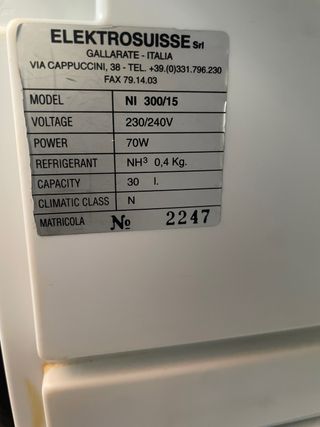 ELEKTROSUISSE Srl
GALLARATE - ITALIA
VIA CAPPUCCINI, 38 - TEL. +39.(0)331.796.230
FAX 79.14.03
MODEL NI 300/15
VOLTAGE 230/240V
POWER 70W
REFRIGERANT NH³ 0,4 Kg.
CAPACITY 30 l.
CLIMATIC CLASS N
MATRICOLA No 2247